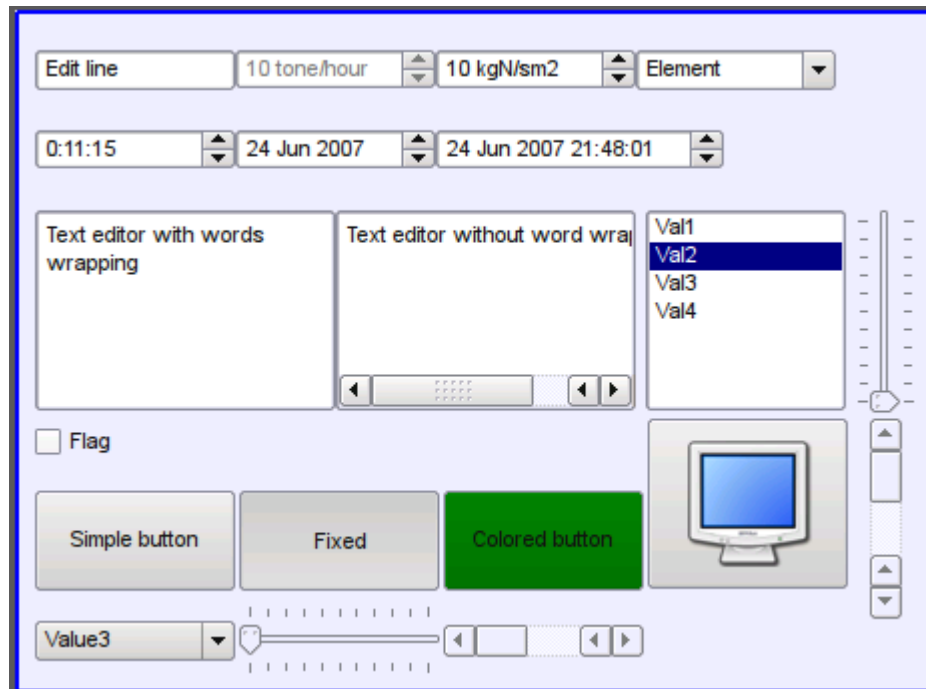 Edit line
10 tone/hour
10 kgN/sm2
Element
0:11:15
24 Jun 2007
24 Jun 2007 21:48:01
Text editor with words
wrapping
Text editor without word wrap
Val1
Val2
Val3
Val4
Flag
Simple button
Fixed
Colored button
Value3